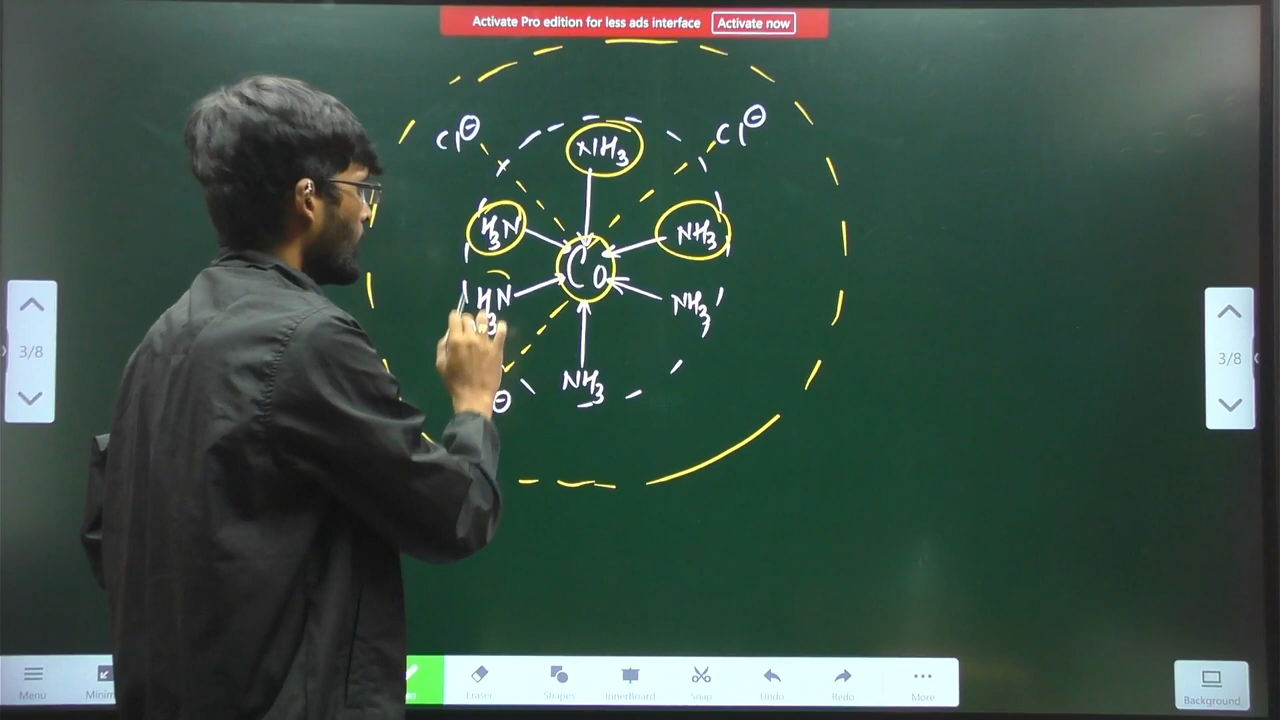 Activate Pro edition for less ads interface Activate now
Cl⊖ Cl⊖
NH3
H3N NH3
Co
H3N NH3
NH3
⊖
3/8 3/8
Menu Eraser Shapes InnerBoard Snap Undo Redo More Background